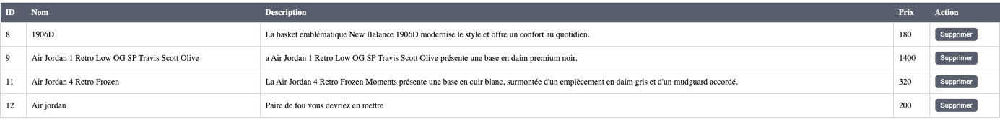 ID Nom Description Prix Action
8 1906D La basket emblématique New Balance 1906D modernise le style et offre un confort au quotidien. 180 Supprimer
9 Air Jordan 1 Retro Low OG SP Travis Scott Olive a Air Jordan 1 Retro Low OG SP Travis Scott Olive présente une base en daim premium noir. 1400 Supprimer
11 Air Jordan 4 Retro Frozen La Air Jordan 4 Retro Frozen Moments présente une base en cuir blanc, surmontée d'un empiècement en daim gris et d'un mudguard accordé. 320 Supprimer
12 Air jordan Paire de fou vous devriez en mettre 200 Supprimer